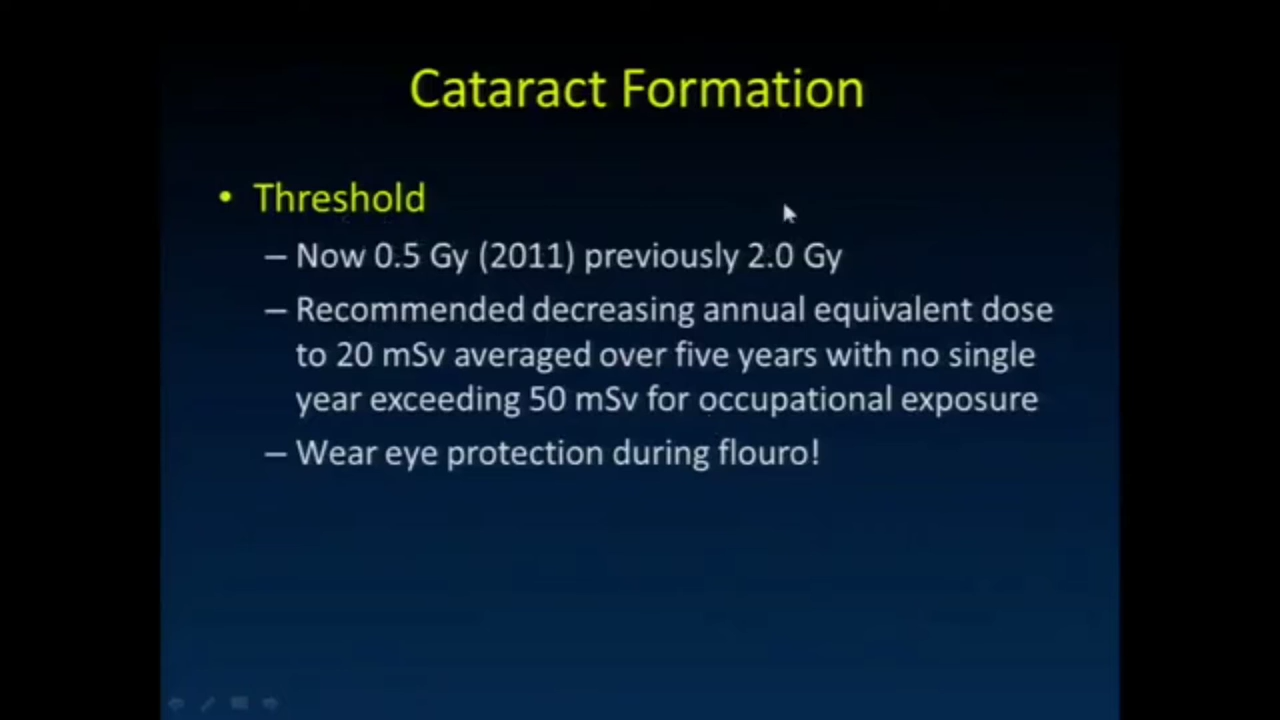 Cataract Formation
• Threshold
– Now 0.5 Gy (2011) previously 2.0 Gy
– Recommended decreasing annual equivalent dose
to 20 mSv averaged over five years with no single
year exceeding 50 mSv for occupational exposure
– Wear eye protection during flouro!